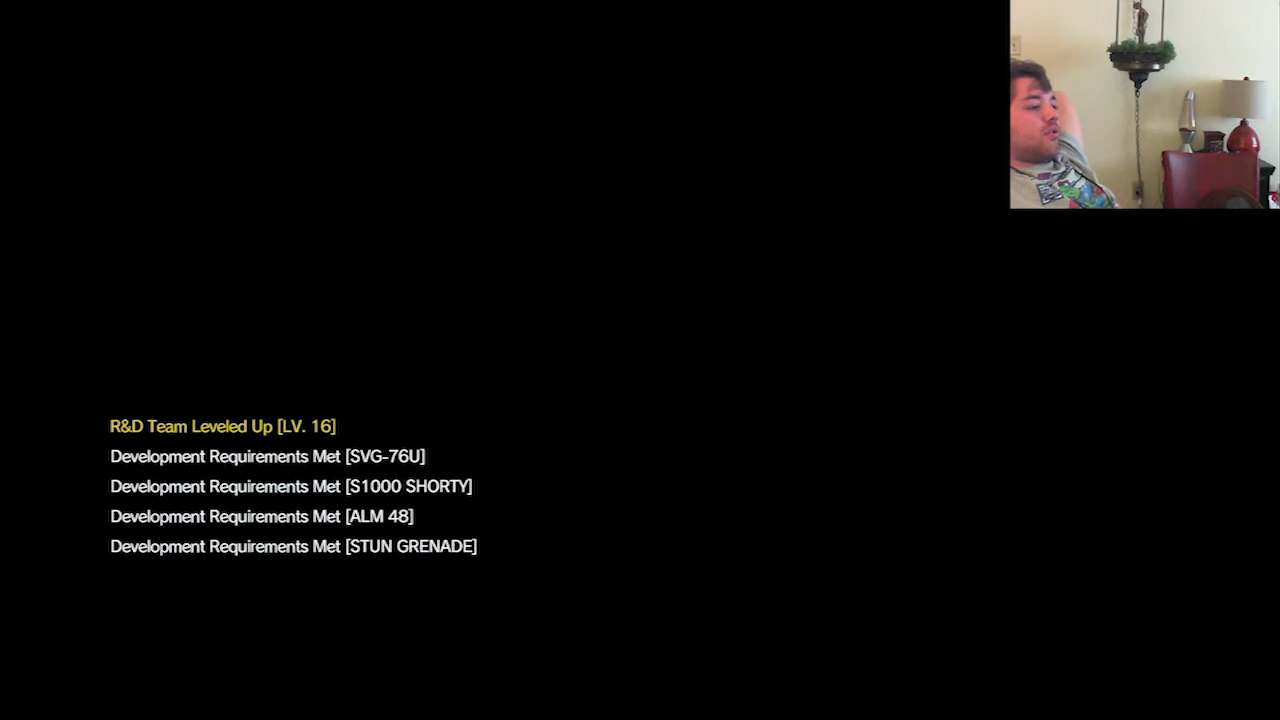 R&D Team Leveled Up [LV. 16]
Development Requirements Met [SVG-76U]
Development Requirements Met [S1000 SHORTY]
Development Requirements Met [ALM 48]
Development Requirements Met [STUN GRENADE]